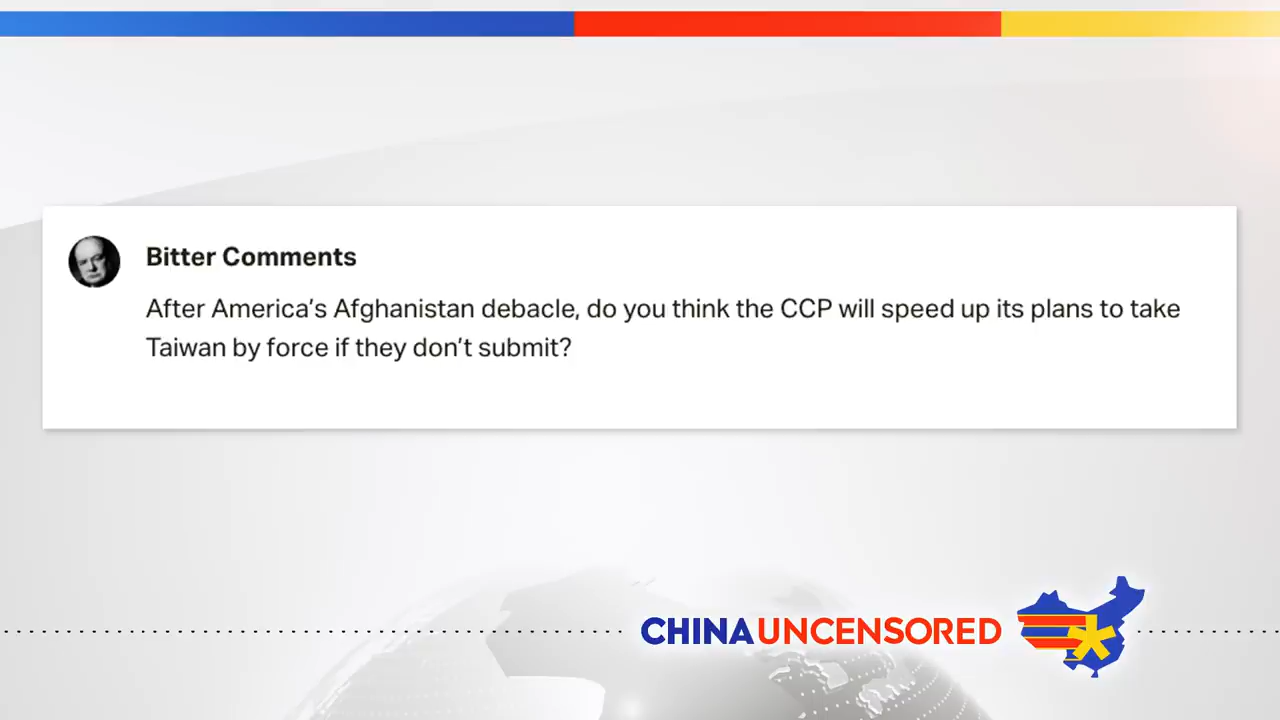 Bitter Comments
After America’s Afghanistan debacle, do you think the CCP will speed up its plans to take
Taiwan by force if they don’t submit?
CHINAUNCENSORED